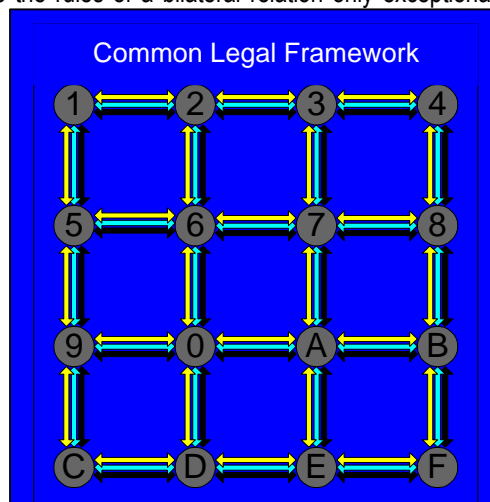 the rules of a bilateral relation only exceptiona
Common Legal Framework
1 2 3 4
5 6 7 8
9 0 A B
C D E F